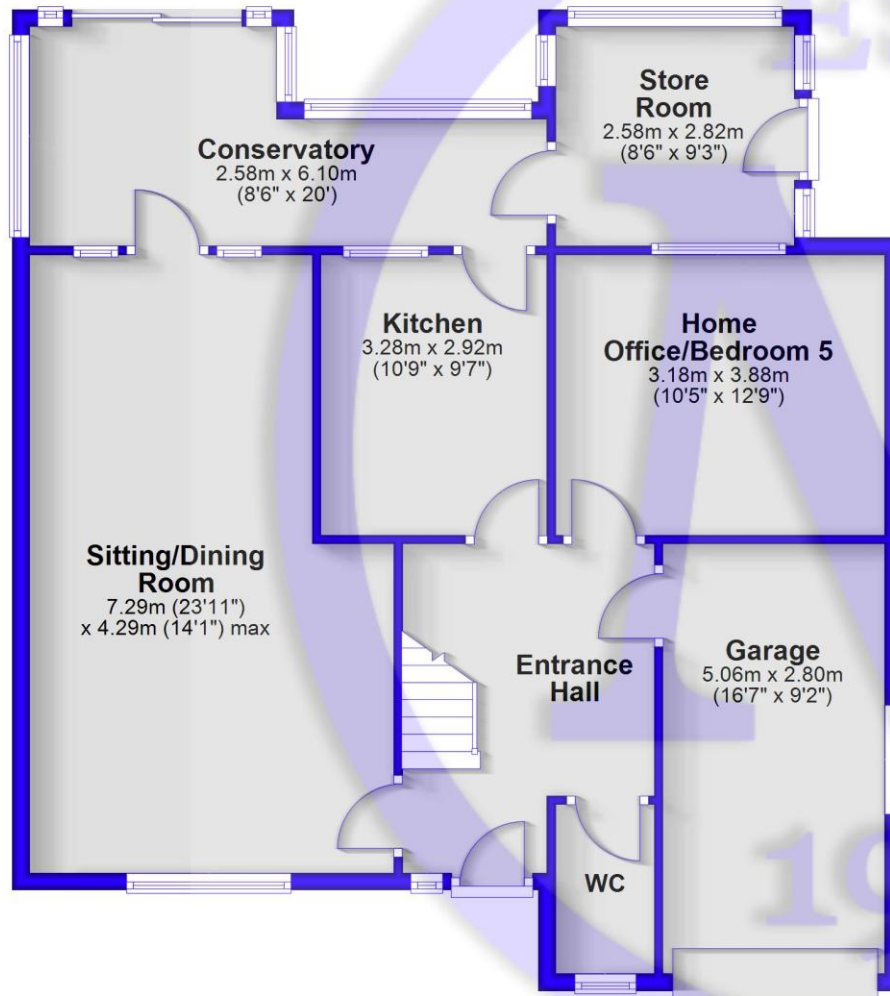 Store
Room
2.58m x 2.82m
(8'6" x 9'3")
Conservatory
2.58m x 6.10m
(8'6" x 20')
Kitchen
3.28m x 2.92m
(10'9" x 9'7")
Home
Office/Bedroom 5
3.18m x 3.88m
(10'5" x 12'9")
Sitting/Dining
Room
7.29m (23'11")
x 4.29m (14'1") max
Entrance
Hall
Garage
5.06m x 2.80m
(16'7" x 9'2")
WC